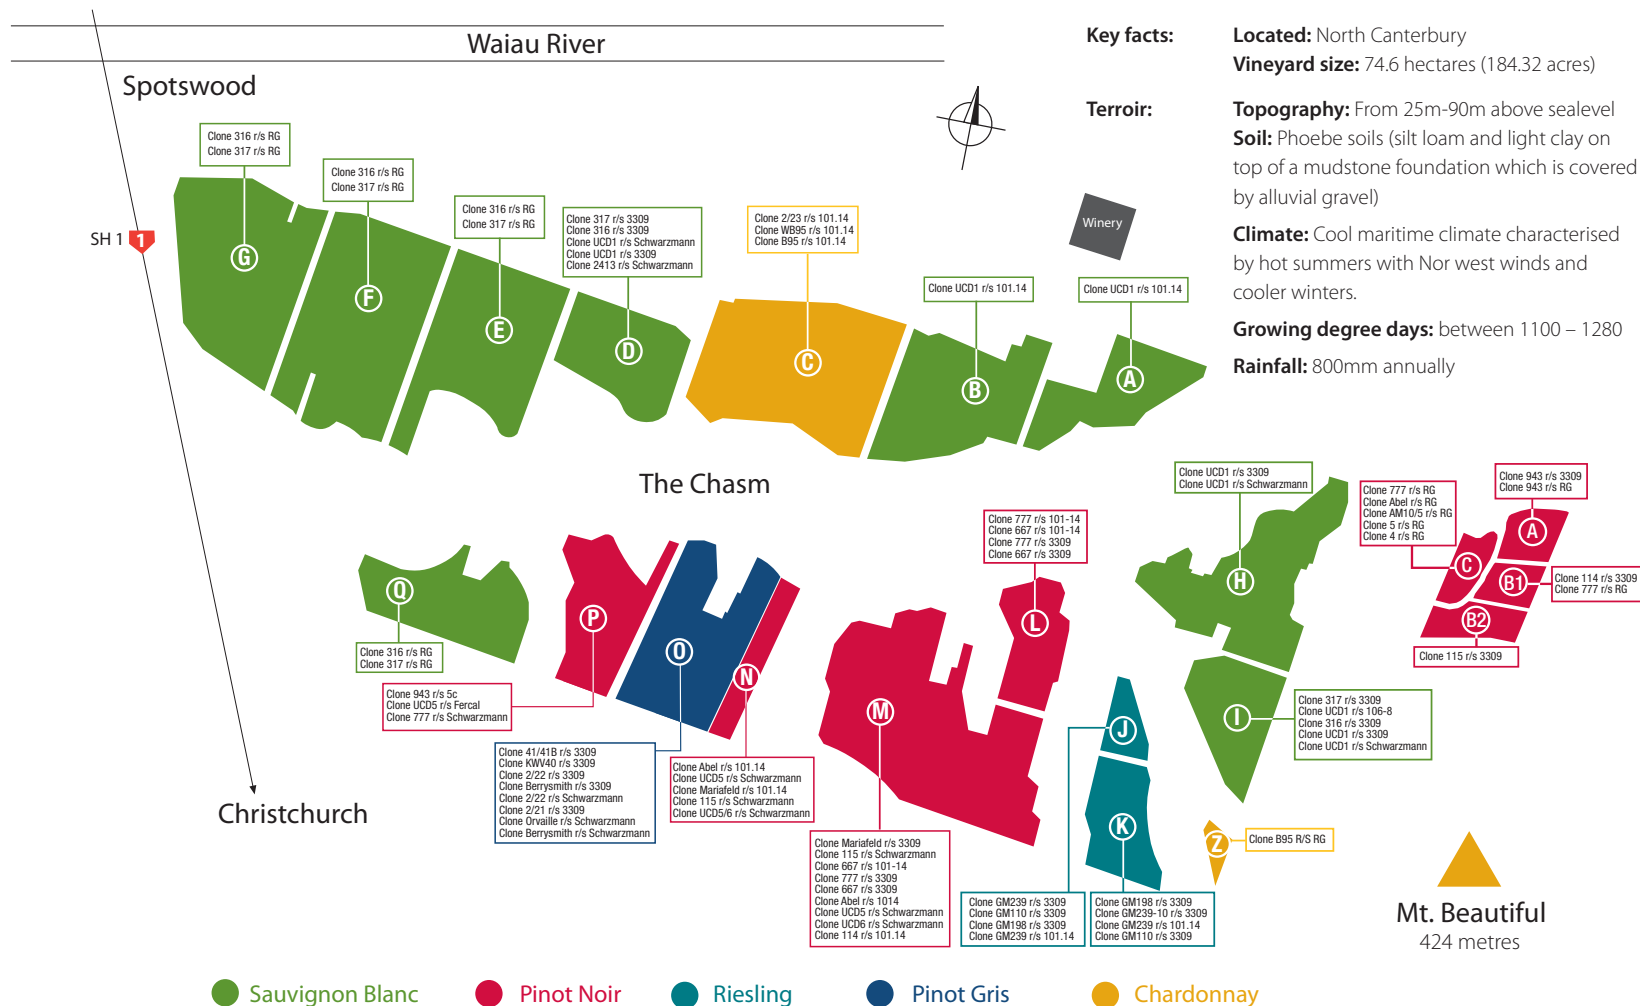 Waiau River
Spotswood
SH 1
1
Christchurch
The Chasm
Winery
Key facts:
Located: North Canterbury
Vineyard size: 74.6 hectares (184.32 acres)
Terroir:
Topography: From 25m-90m above sealevel
Soil: Phoebe soils (silt loam and light clay on
top of a mudstone foundation which is covered
by alluvial gravel)
Climate: Cool maritime climate characterised
by hot summers with Nor west winds and
cooler winters.
Growing degree days: between 1100 – 1280
Rainfall: 800mm annually
Clone 316 r/s RG
Clone 317 r/s RG
G
Clone 316 r/s RG
Clone 317 r/s RG
F
Clone 316 r/s RG
Clone 317 r/s RG
E
Clone 317 r/s 3309
Clone 316 r/s 3309
Clone UCD1 r/s Schwarzmann
Clone UCD1 r/s 3309
Clone 2413 r/s Schwarzmann
D
Clone 2/23 r/s 101.14
Clone WB95 r/s 101.14
Clone B95 r/s 101.14
C
Clone UCD1 r/s 101.14
B
Clone UCD1 r/s 101.14
A
Q
Clone 316 r/s RG
Clone 317 r/s RG
P
Clone 943 r/s 5c
Clone UCD5 r/s Fercal
Clone 777 r/s Schwarzmann
O
Clone 41/41B r/s 3309
Clone KWV40 r/s 3309
Clone 2/22 r/s 3309
Clone Berrysmith r/s 3309
Clone 2/22 r/s Schwarzmann
Clone 2/21 r/s 3309
Clone Orvaille r/s Schwarzmann
Clone Berrysmith r/s Schwarzmann
N
Clone Abel r/s 101.14
Clone UCD5 r/s Schwarzmann
Clone Mariafeld r/s 101.14
Clone 115 r/s Schwarzmann
Clone UCD5/6 r/s Schwarzmann
Clone 777 r/s 101-14
Clone 667 r/s 101-14
Clone 777 r/s 3309
Clone 667 r/s 3309
L
M
Clone Mariafeld r/s 3309
Clone 115 r/s Schwarzmann
Clone 667 r/s 101-14
Clone 777 r/s 3309
Clone 667 r/s 3309
Clone Abel r/s 1014
Clone UCD5 r/s Schwarzmann
Clone UCD6 r/s Schwarzmann
Clone 114 r/s 101.14
Clone UCD1 r/s 3309
Clone UCD1 r/s Schwarzmann
H
I
Clone 317 r/s 3309
Clone UCD1 r/s 106-8
Clone 316 r/s 3309
Clone UCD1 r/s 3309
Clone UCD1 r/s Schwarzmann
J
Clone GM239 r/s 3309
Clone GM110 r/s 3309
Clone GM198 r/s 3309
Clone GM239 r/s 101.14
K
Clone GM198 r/s 3309
Clone GM239-10 r/s 3309
Clone GM239 r/s 101.14
Clone GM110 r/s 3309
Z
Clone B95 R/S RG
Clone 777 r/s RG
Clone Abel r/s RG
Clone AM10/5 r/s RG
Clone 5 r/s RG
Clone 4 r/s RG
C
Clone 943 r/s 3309
Clone 943 r/s RG
A
B1
Clone 114 r/s 3309
Clone 777 r/s RG
B2
Clone 115 r/s 3309
Mt. Beautiful
424 metres
Sauvignon Blanc
Pinot Noir
Riesling
Pinot Gris
Chardonnay